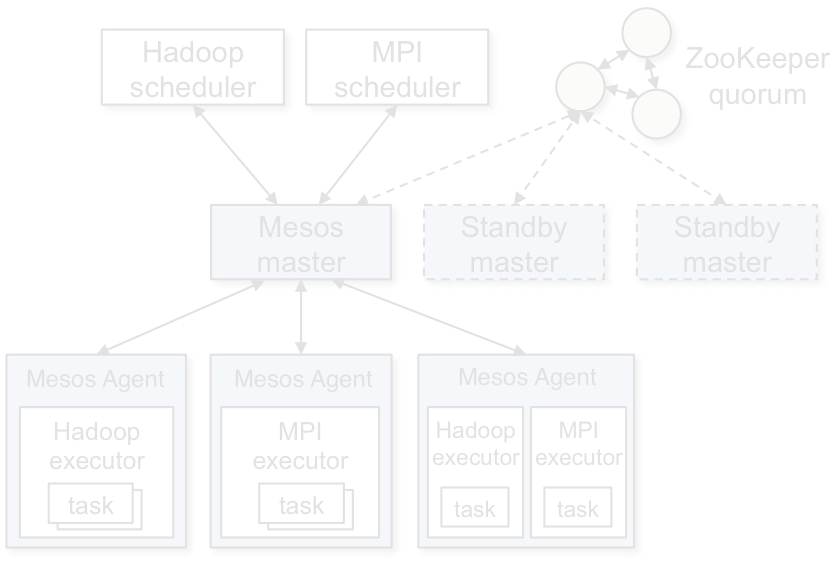 Hadoop
scheduler
MPI
scheduler
ZooKeeper
quorum
Mesos
master
Standby
master
Standby
master
Mesos Agent
Hadoop
executor
task
Mesos Agent
MPI
executor
task
Mesos Agent
Hadoop
executor
task
MPI
executor
task